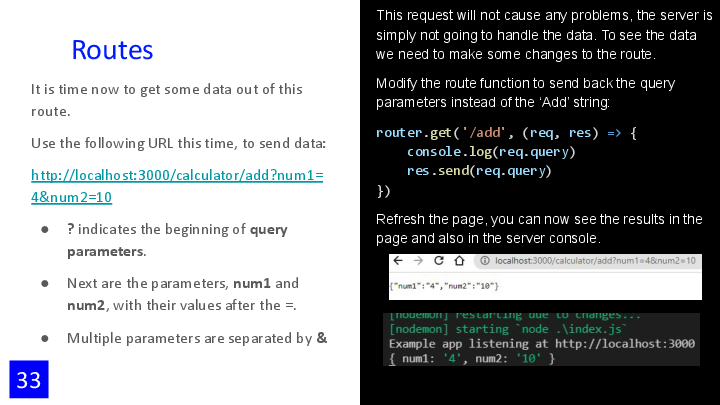 Routes
It is time now to get some data out of this
route.
Use the following URL this time, to send data:
http://localhost:3000/calculator/add?num1=
4&num2=10
● ? indicates the beginning of query
parameters.
● Next are the parameters, num1 and
num2, with their values after the =.
● Multiple parameters are separated by &
33
This request will not cause any problems, the server is
simply not going to handle the data. To see the data
we need to make some changes to the route.
Modify the route function to send back the query
parameters instead of the ‘Add’ string:
router.get('/add', (req, res) => {
    console.log(req.query)
    res.send(req.query)
})
Refresh the page, you can now see the results in the
page and also in the server console.
localhost:3000/calculator/add?num1=4&num2=10
{"num1":"4","num2":"10"}
[nodemon] restarting due to changes...
[nodemon] starting `node .\index.js`
Example app listening at http://localhost:3000
{ num1: '4', num2: '10' }